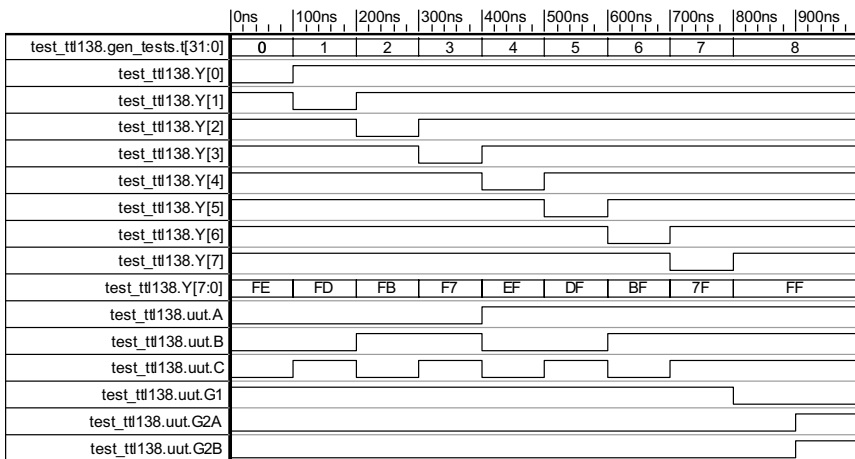 0ns 100ns 200ns 300ns 400ns 500ns 600ns 700ns 800ns 900ns
test_ttl138.gen_tests.t[31:0] 0 1 2 3 4 5 6 7 8
test_ttl138.Y[0]
test_ttl138.Y[1]
test_ttl138.Y[2]
test_ttl138.Y[3]
test_ttl138.Y[4]
test_ttl138.Y[5]
test_ttl138.Y[6]
test_ttl138.Y[7]
test_ttl138.Y[7:0] FE FD FB F7 EF DF BF 7F FF
test_ttl138.uut.A
test_ttl138.uut.B
test_ttl138.uut.C
test_ttl138.uut.G1
test_ttl138.uut.G2A
test_ttl138.uut.G2B